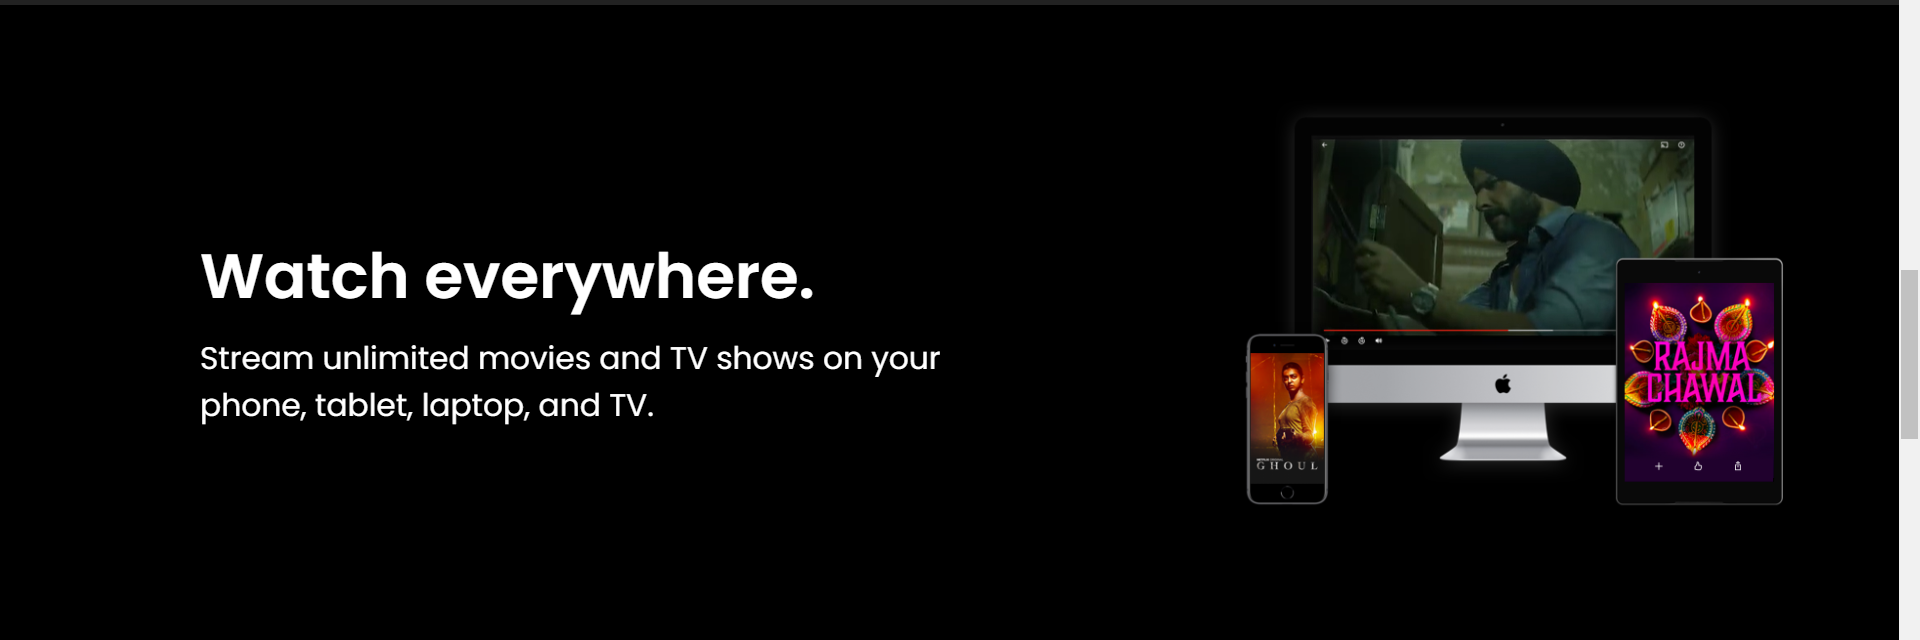 Watch everywhere.
Stream unlimited movies and TV shows on your
phone, tablet, laptop, and TV.
GHOUL
RAJMA
CHAWAL